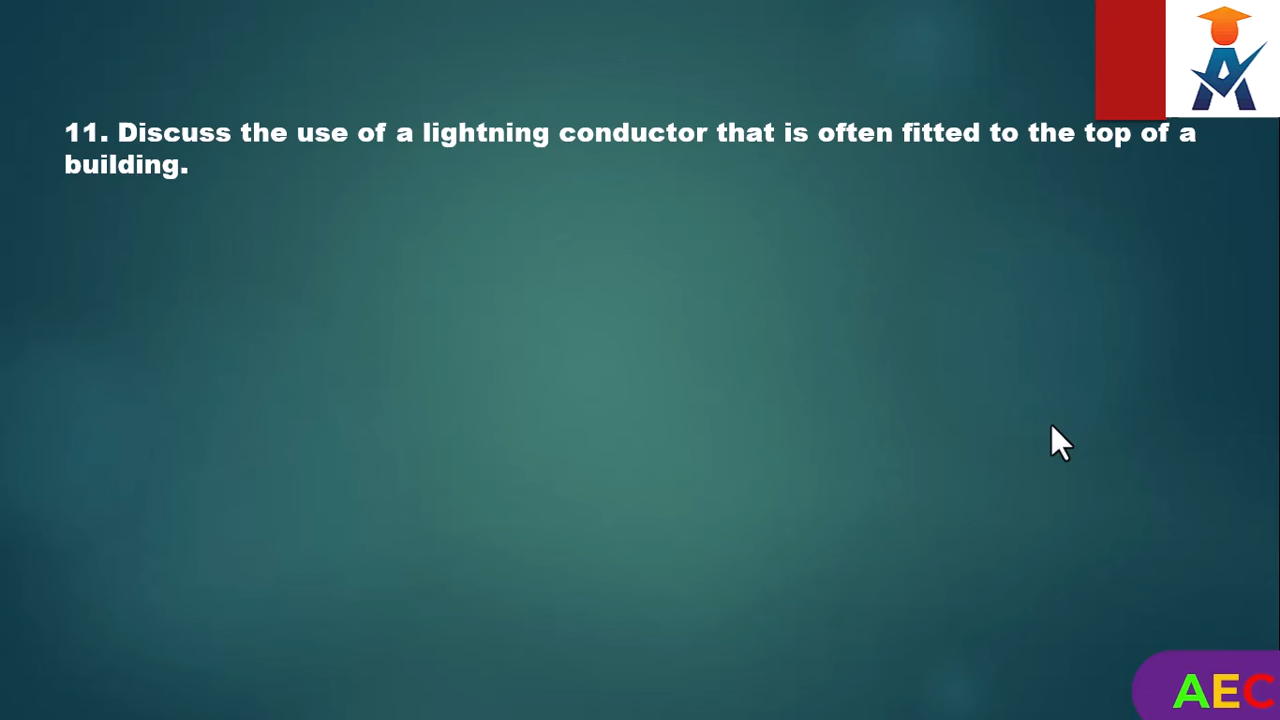 11. Discuss the use of a lightning conductor that is often fitted to the top of a
building.
AEC